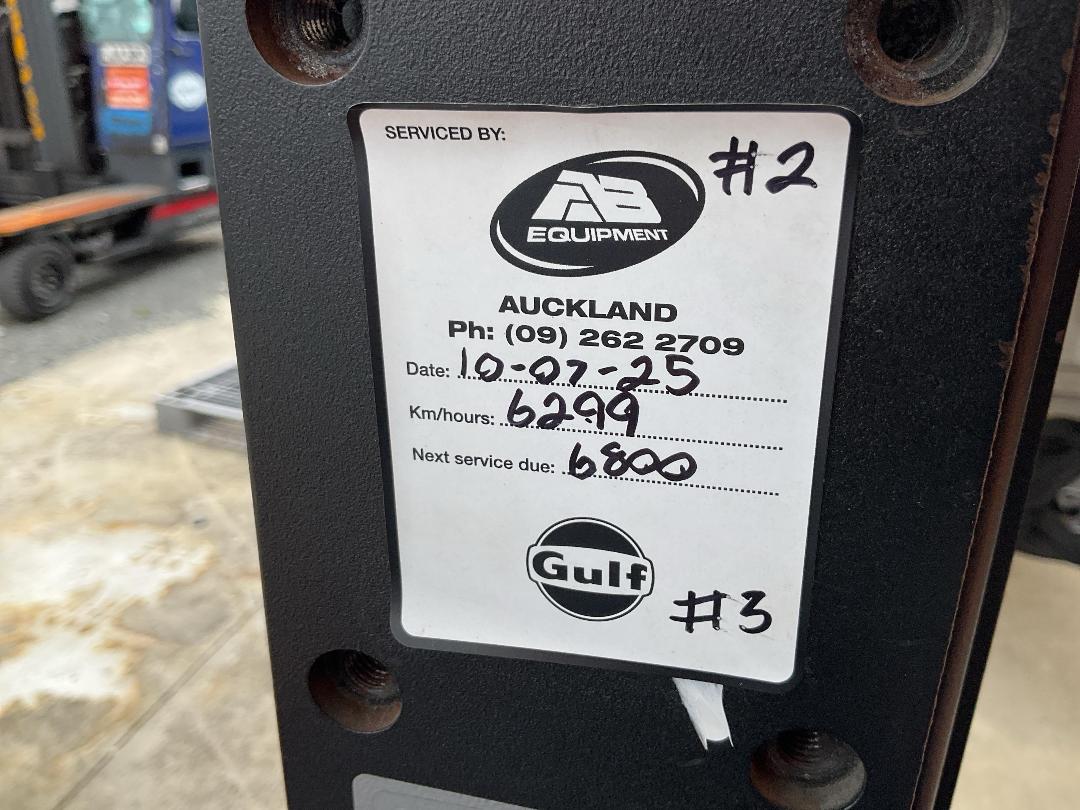 SERVICED BY:
#2
AB
EQUIPMENT
AUCKLAND
Ph: (09) 262 2709
Date: 10-07-25
Km/hours: 6299
Next service due: 6800
Gulf
#3